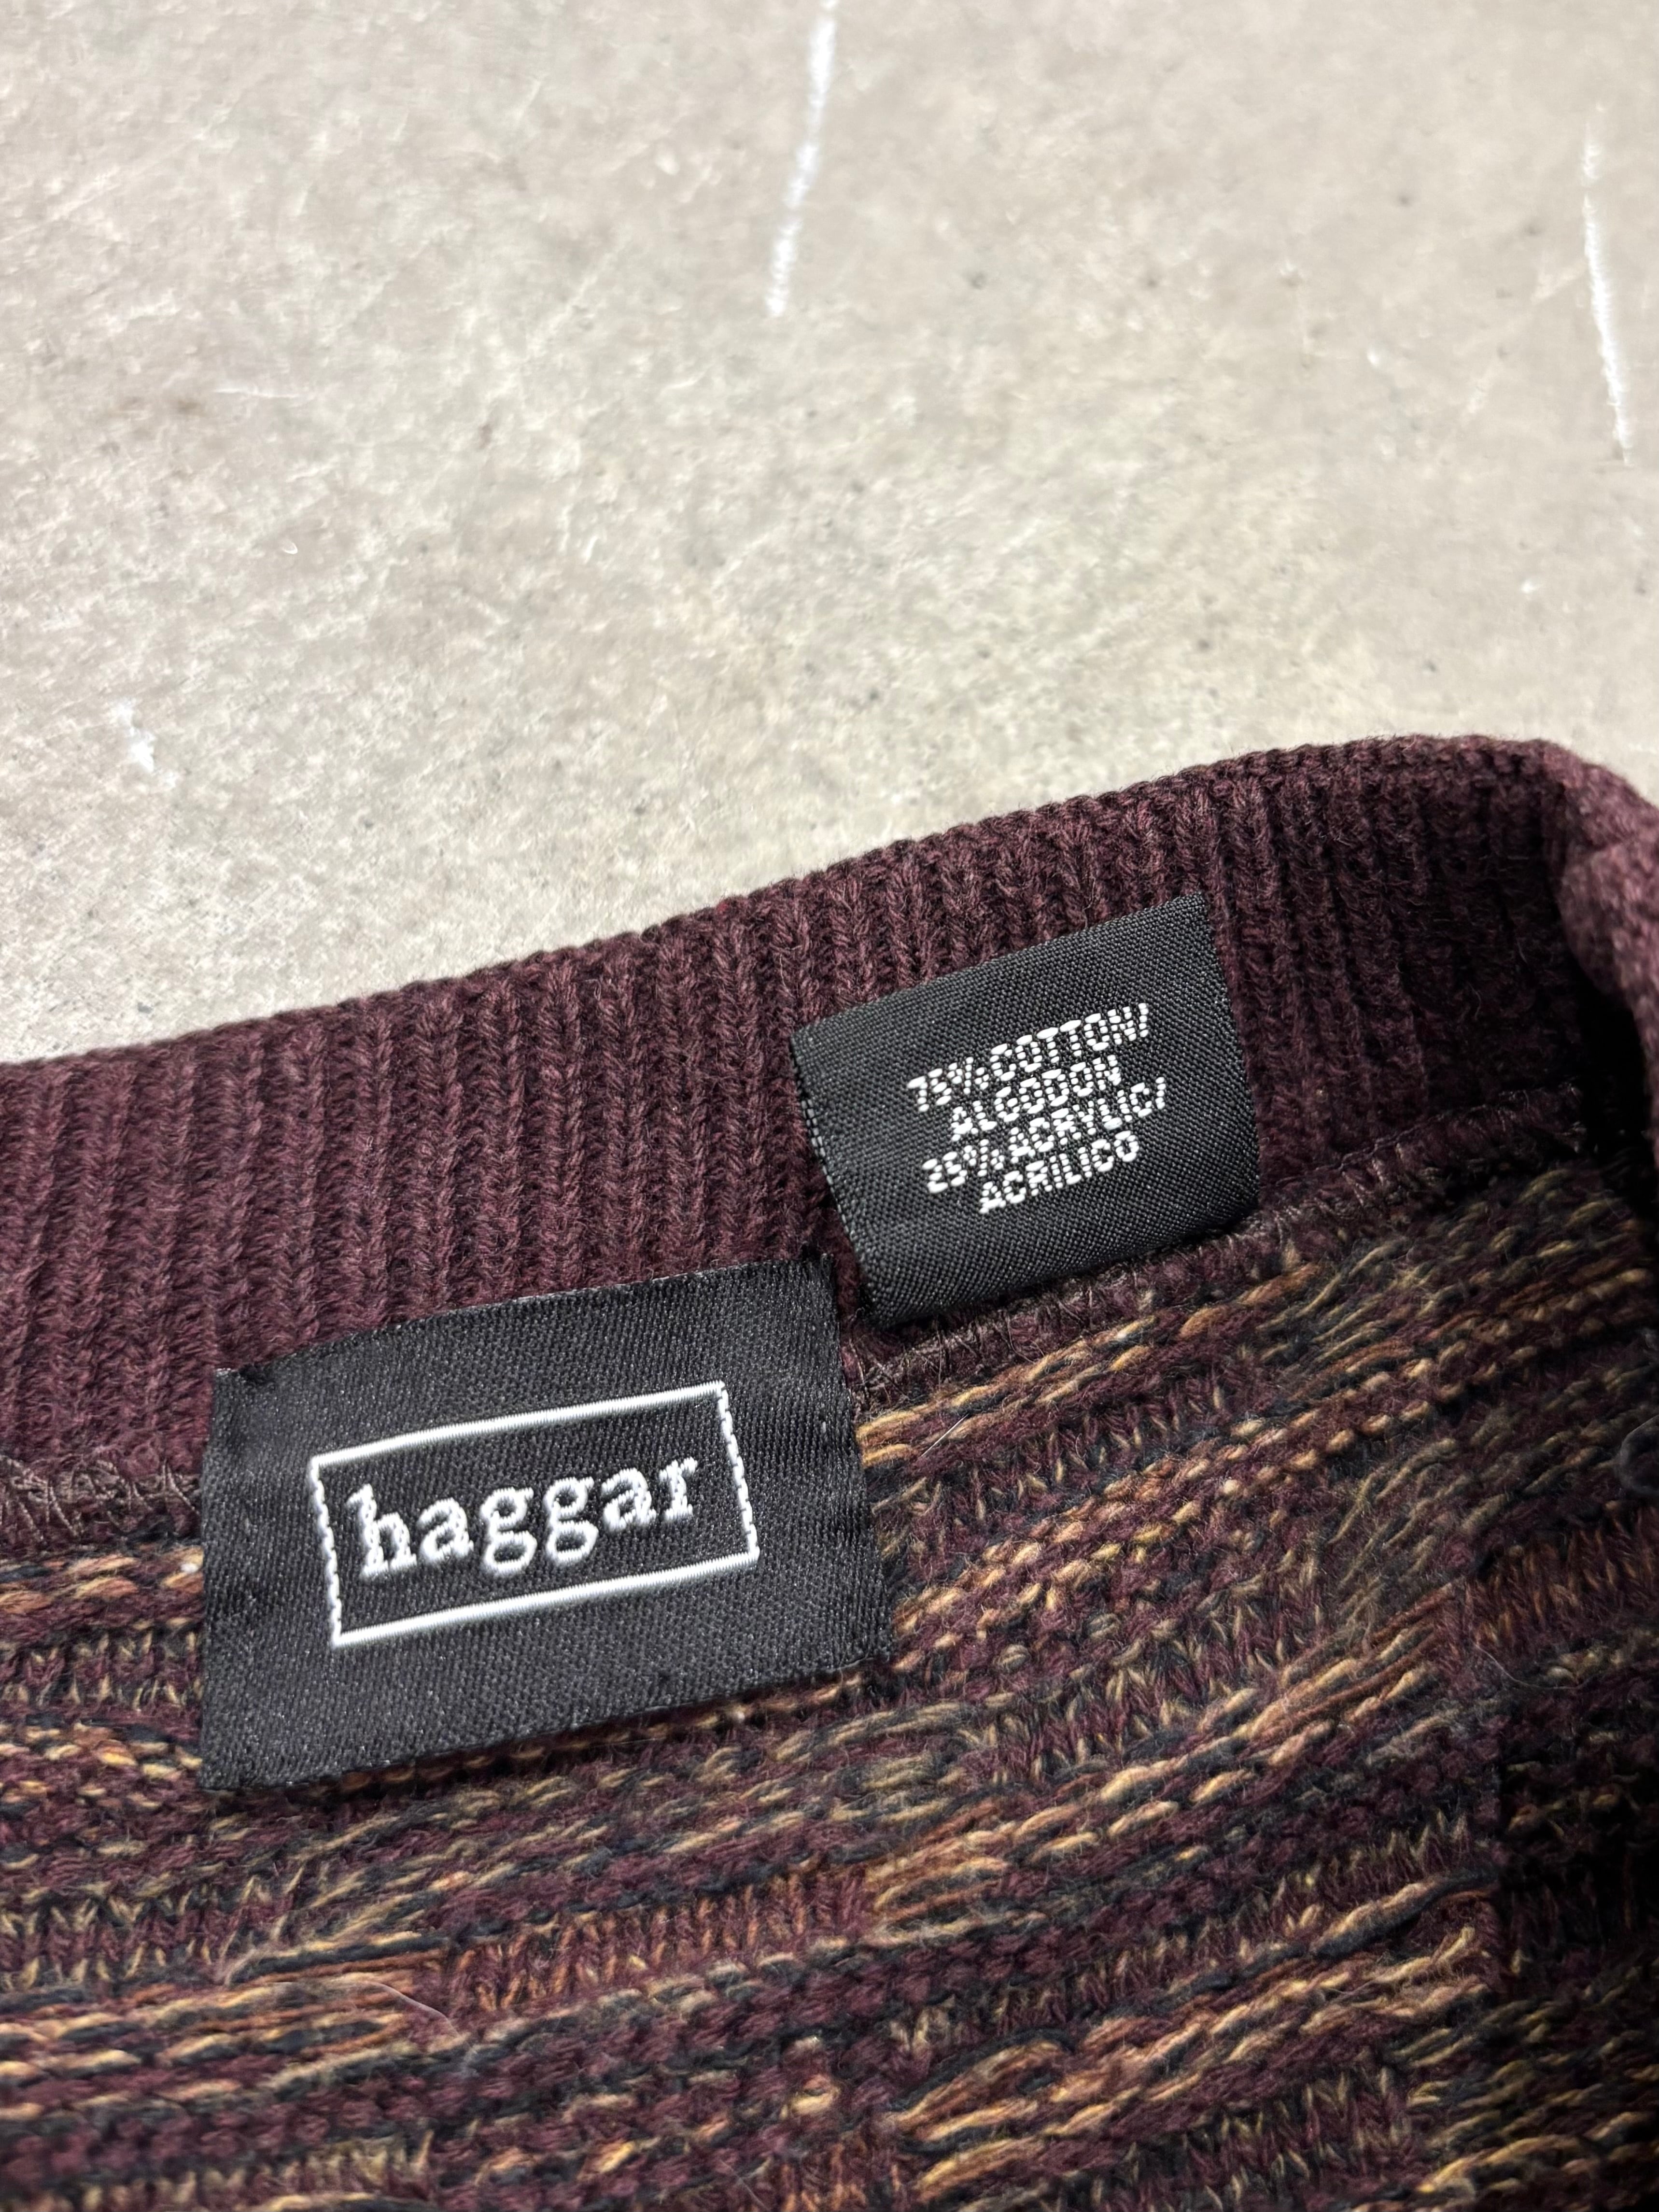 75% COTTON/
ALGODON
25% ACRYLIC/
ACRILICO
haggar